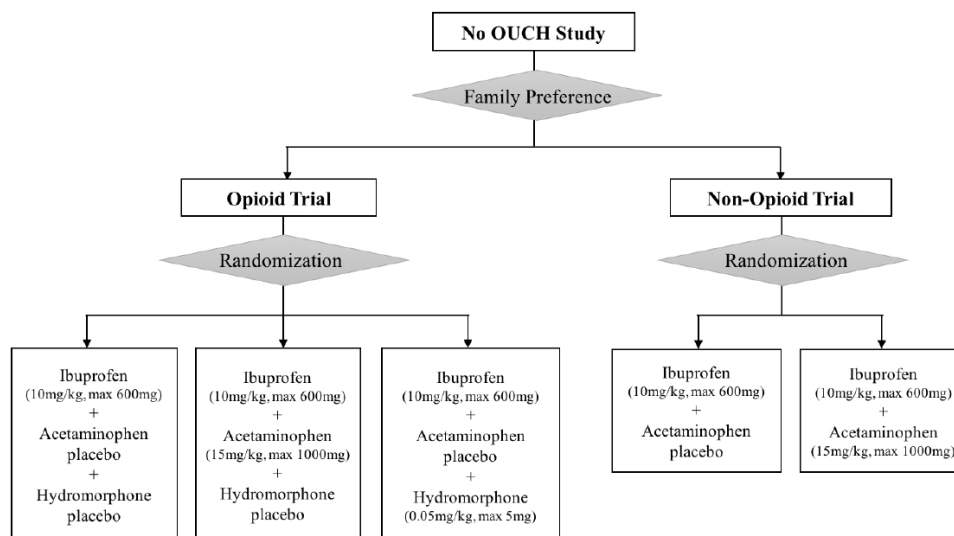 No OUCH Study
Family Preference
Opioid Trial
Non-Opioid Trial
Randomization
Randomization
Ibuprofen
(10mg/kg, max 600mg)
+
Acetaminophen
placebo
+
Hydromorphone
placebo
Ibuprofen
(10mg/kg, max 600mg)
+
Acetaminophen
(15mg/kg, max 1000mg)
+
Hydromorphone
placebo
Ibuprofen
(10mg/kg, max 600mg)
+
Acetaminophen
placebo
+
Hydromorphone
(0.05mg/kg, max 5mg)
Ibuprofen
(10mg/kg, max 600mg)
+
Acetaminophen
placebo
Ibuprofen
(10mg/kg, max 600mg)
+
Acetaminophen
(15mg/kg, max 1000mg)